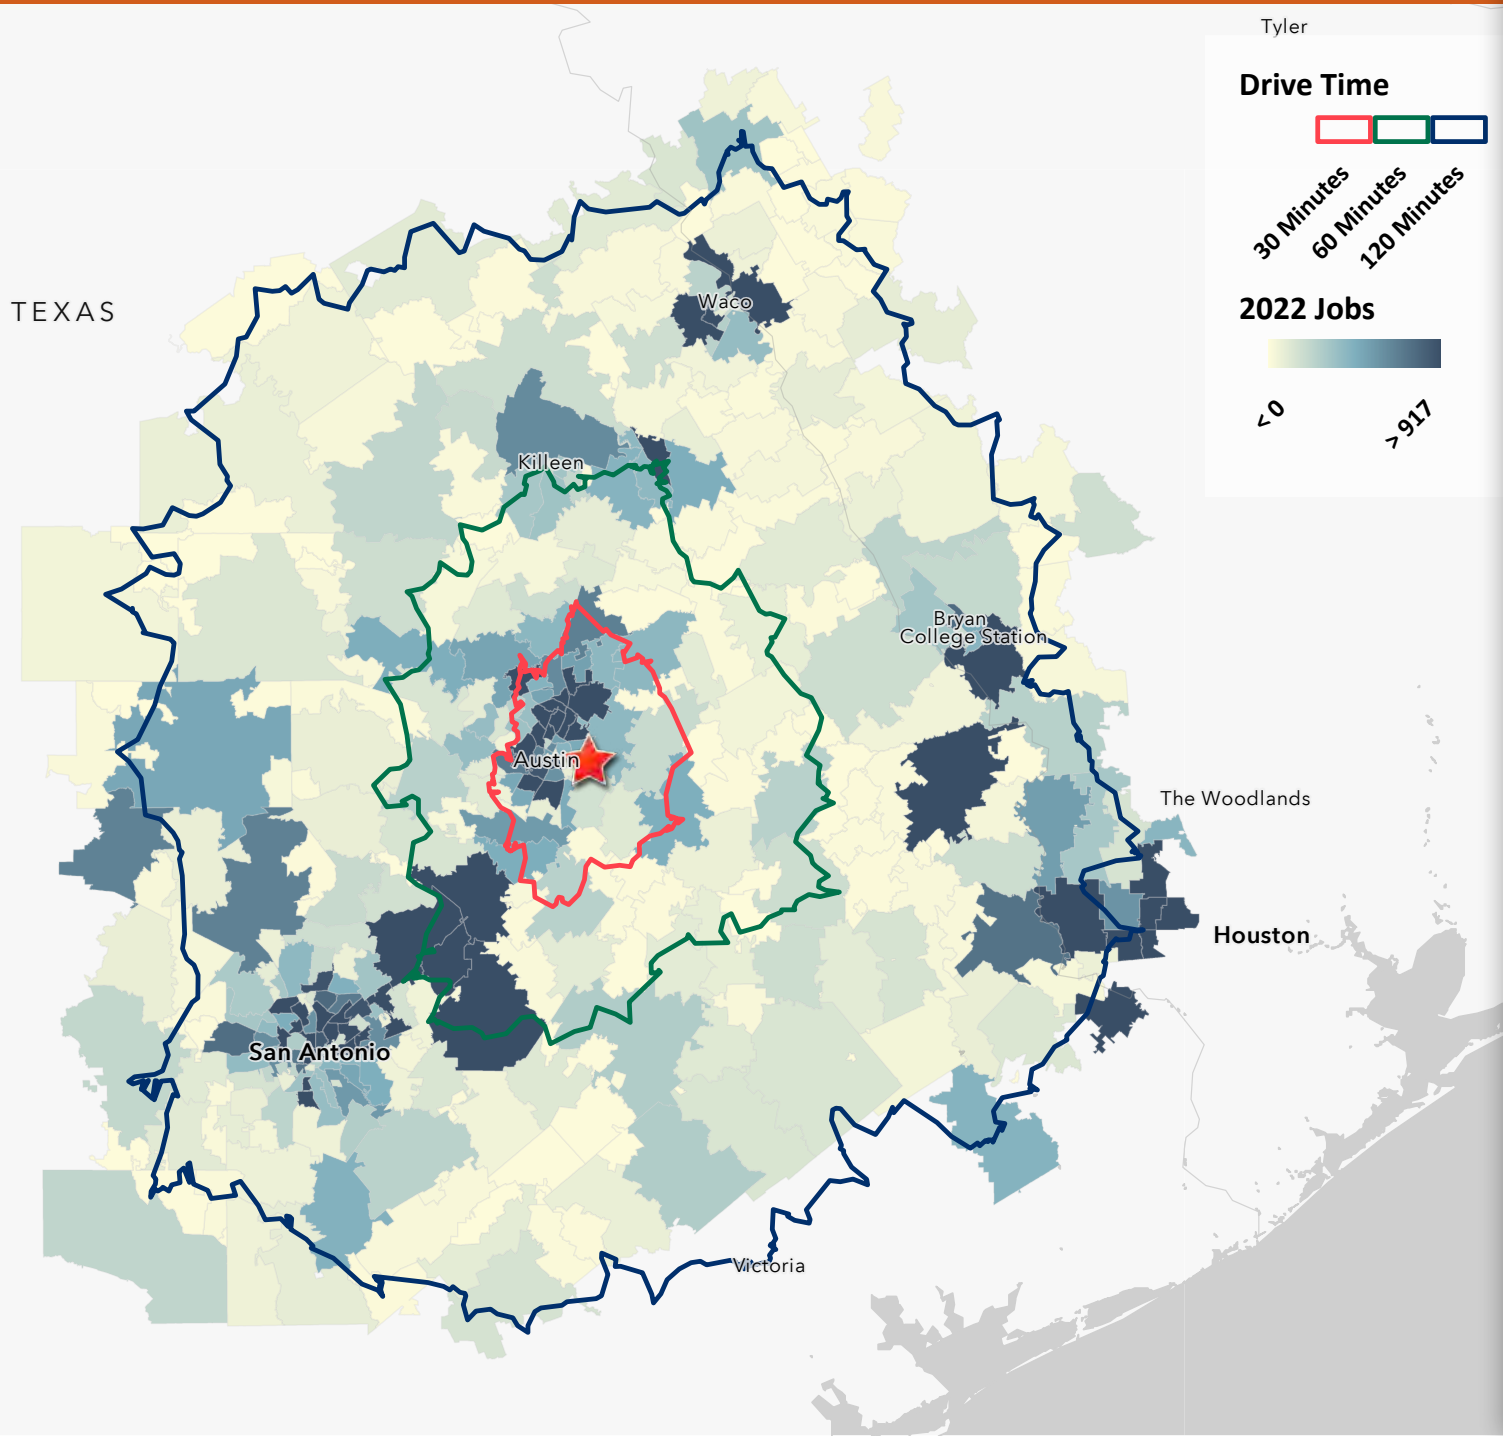 Tyler
Drive Time
30 Minutes
60 Minutes
120 Minutes
TEXAS
2022 Jobs
< 0
> 917
Waco
Killeen
Bryan
College Station
Austin
The Woodlands
Houston
San Antonio
Victoria